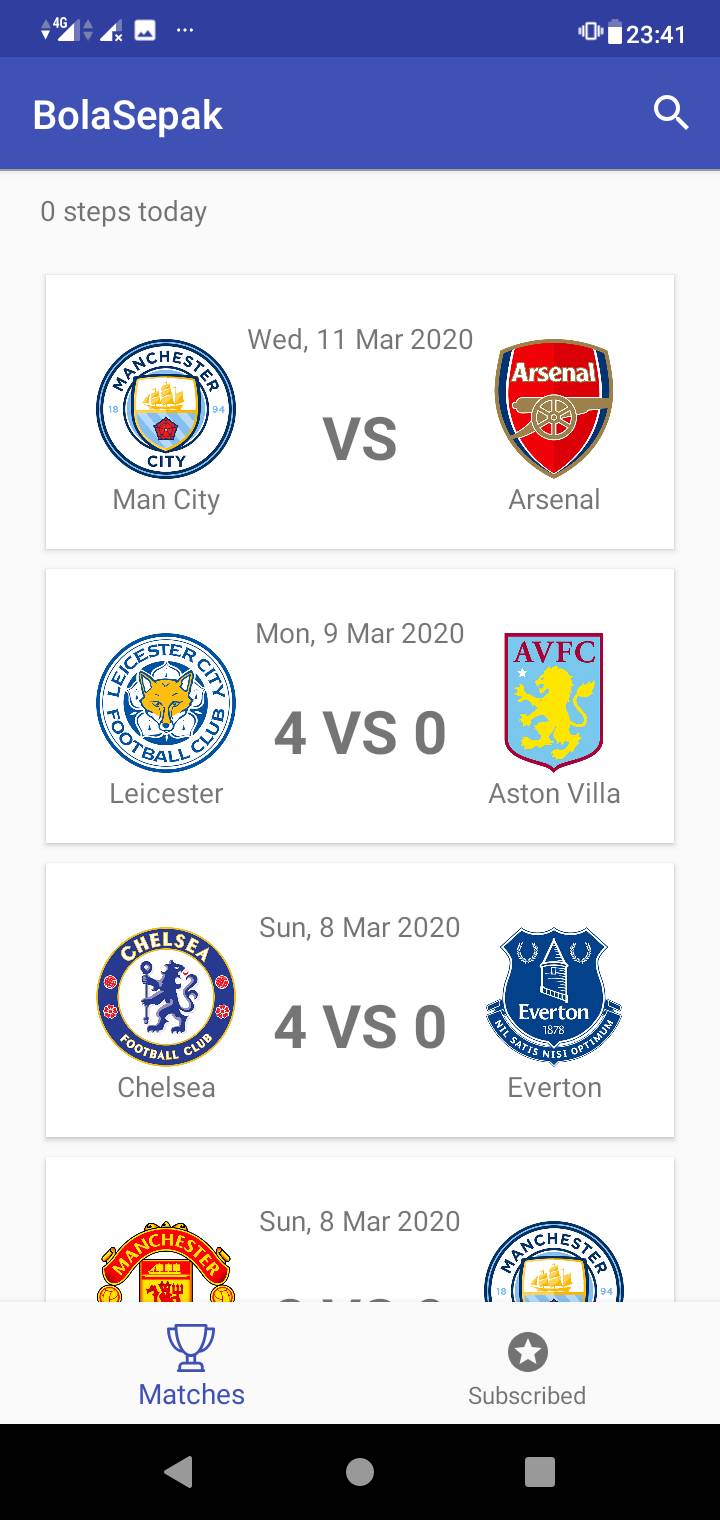 4G
23:41
BolaSepak
0 steps today
Wed, 11 Mar 2020
MANCHESTER
18 94
CITY
Arsenal
VS
Man City
Arsenal
Mon, 9 Mar 2020
LEICESTER CITY
FOOTBALL CLUB
AVFC
4 VS 0
Leicester
Aston Villa
Sun, 8 Mar 2020
CHELSEA
FOOTBALL CLUB
Everton
1878
NIL SATIS NISI OPTIMUM
4 VS 0
Chelsea
Everton
Sun, 8 Mar 2020
MANCHESTER
MANCHESTER
18 94
Matches
Subscribed